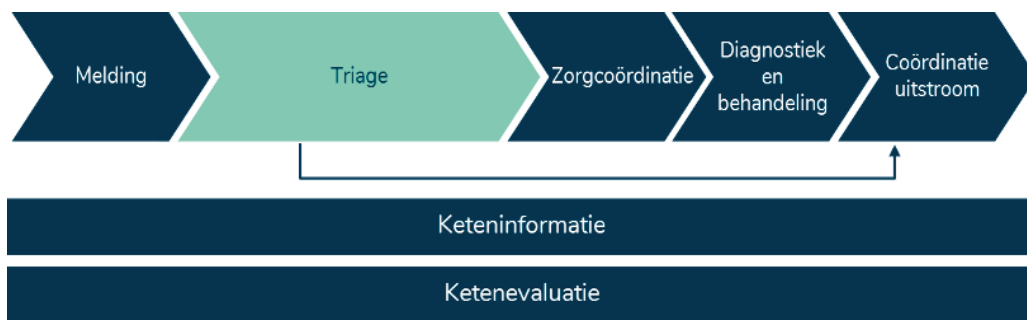 Melding
Triage
Zorgcoördinatie
Diagnostiek
en
behandeling
Coördinatie
uitstroom
Keteninformatie
Ketenevaluatie